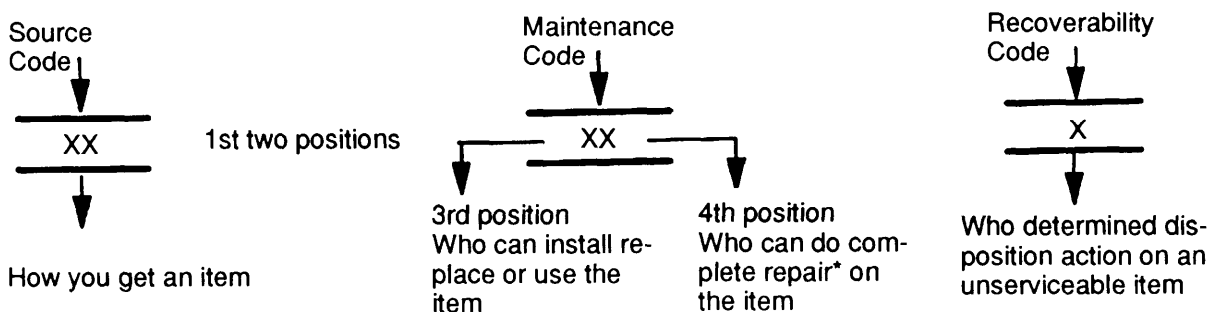 Source
Code
XX
1st two positions
How you get an item
Maintenance
Code
XX
3rd position
Who can install re-
place or use the
item
4th position
Who can do com-
plete repair* on
the item
Recoverability
Code
X
Who determined dis-
position action on an
unserviceable item